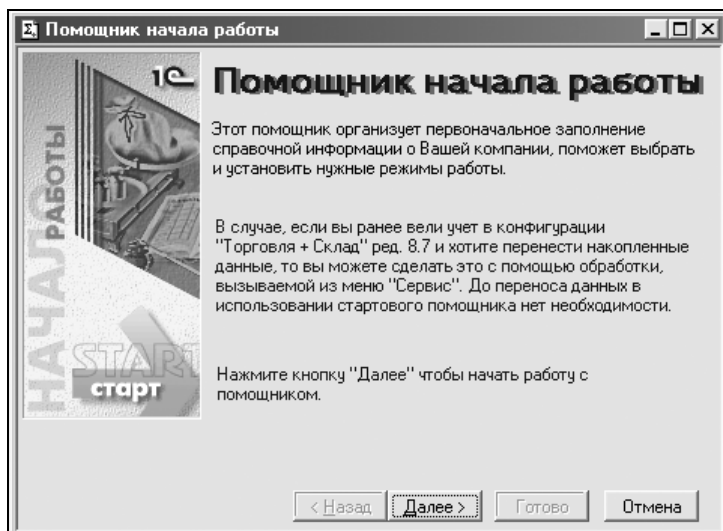 Помощник начала работы
1С
Помощник начала работы
НАЧАЛО
РАБОТЫ
START
старт
Этот помощник организует первоначальное заполнение
справочной информации о Вашей компании, поможет выбрать
и установить нужные режимы работы.
В случае, если вы ранее вели учет в конфигурации
"Торговля + Склад" ред. 8.7 и хотите перенести накопленные
данные, то вы можете сделать это с помощью обработки,
вызываемой из меню "Сервис". До переноса данных в
использовании стартового помощника нет необходимости.
Нажмите кнопку "Далее" чтобы начать работу с
помощником.
< Назад Далее > Готово Отмена